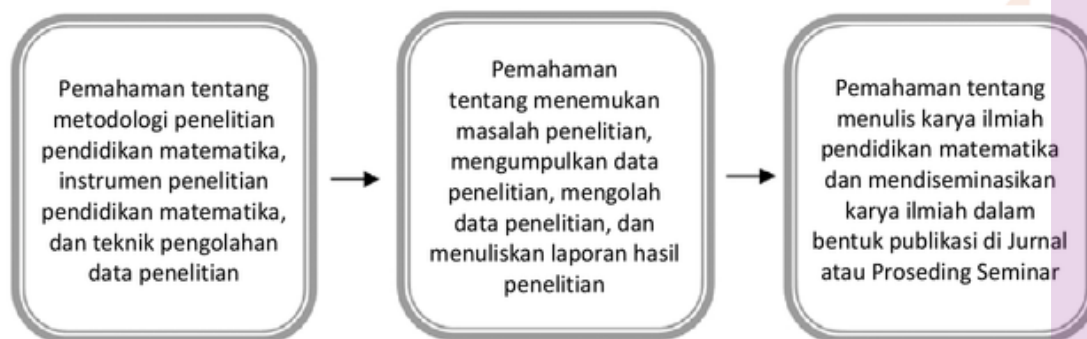 Pemahaman tentang
metodologi penelitian
pendidikan matematika,
instrumen penelitian
pendidikan matematika,
dan teknik pengolahan
data penelitian
Pemahaman
tentang menemukan
masalah penelitian,
mengumpulkan data
penelitian, mengolah
data penelitian, dan
menuliskan laporan hasil
penelitian
Pemahaman tentang
menulis karya ilmiah
pendidikan matematika
dan mendiseminasikan
karya ilmiah dalam
bentuk publikasi di Jurnal
atau Proseding Seminar